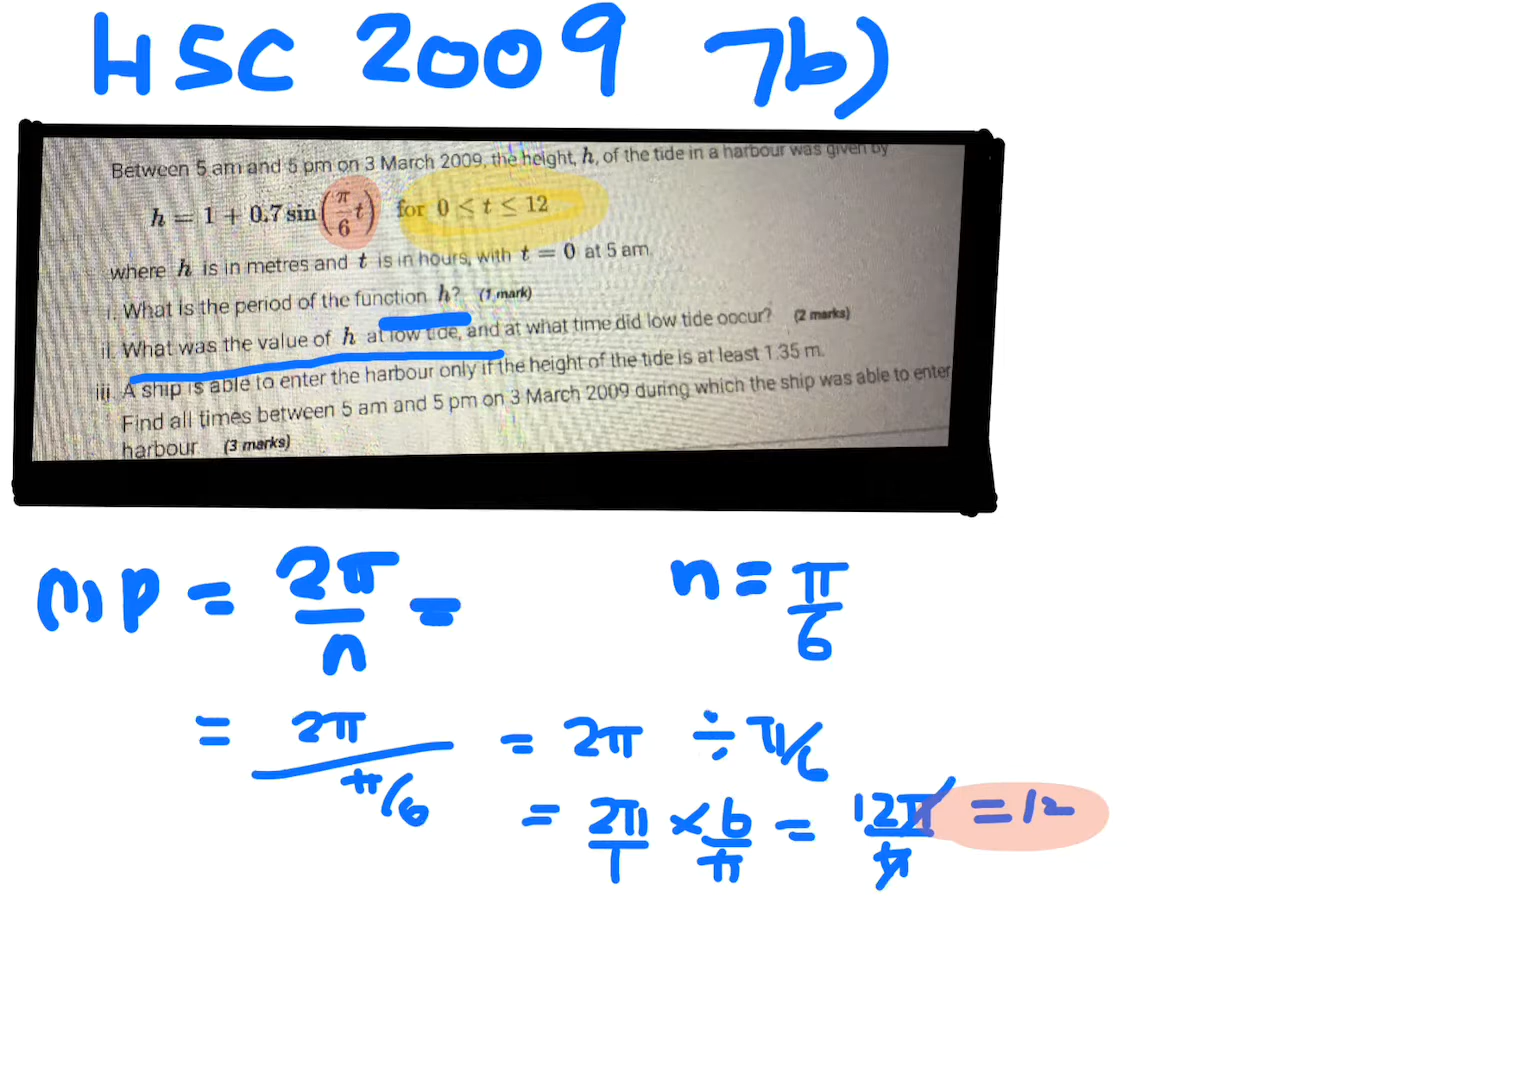 HSC 2009 7b)
Between 5 am and 5 pm on 3 March 2009, the height, h, of the tide in a harbour was given by
h = 1 + 0.7 sin(π/6 t) for 0 ≤ t ≤ 12
where h is in metres and t is in hours, with t = 0 at 5 am.
i. What is the period of the function h? (1 mark)
ii. What was the value of h at low tide, and at what time did low tide occur? (2 marks)
iii. A ship is able to enter the harbour only if the height of the tide is at least 1.35 m.
Find all times between 5 am and 5 pm on 3 March 2009 during which the ship was able to enter
harbour. (3 marks)
(i) P = 2π/n = n = π/6
= 2π/π/6 = 2π ÷ π/6
= 2π/1 × 6/π = 12π/π = 12